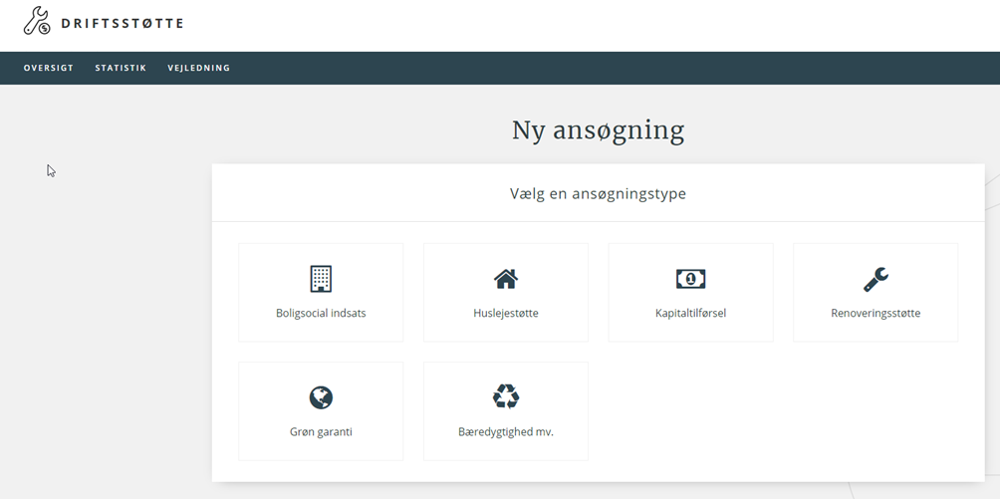 DRIFTSSTØTTE
OVERSIGT STATISTIK VEJLEDNING
Ny ansøgning
Vælg en ansøgningstype
Boligsocial indsats Huslejestøtte Kapitaltilførsel Renoveringsstøtte
Grøn garanti Bæredygtighed mv.